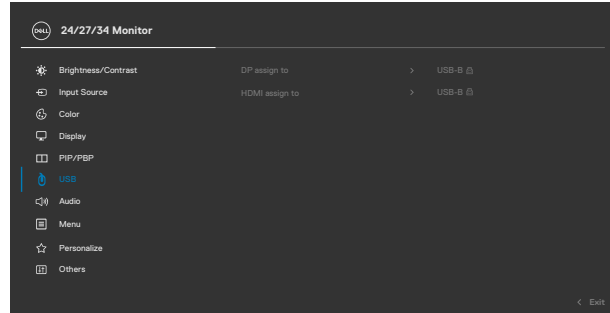 DELL 24/27/34 Monitor
Brightness/Contrast DP assign to > USB-B
Input Source HDMI assign to > USB-B
Color
Display
PIP/PBP
USB
Audio
Menu
Personalize
Others
< Exit